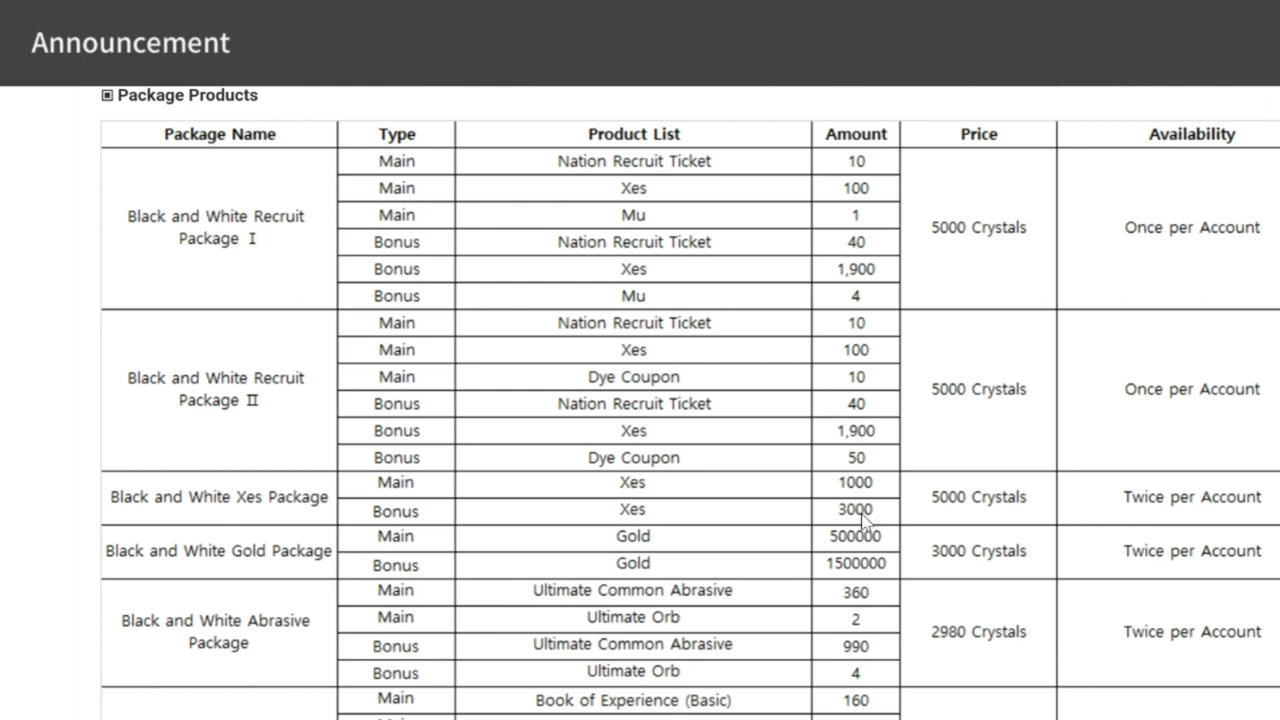 Announcement
▣ Package Products
Package Name Type Product List Amount Price Availability
Black and White Recruit Package Ⅰ Main Nation Recruit Ticket 10 5000 Crystals Once per Account
Main Xes 100
Main Mu 1
Bonus Nation Recruit Ticket 40
Bonus Xes 1,900
Bonus Mu 4
Black and White Recruit Package Ⅱ Main Nation Recruit Ticket 10 5000 Crystals Once per Account
Main Xes 100
Main Dye Coupon 10
Bonus Nation Recruit Ticket 40
Bonus Xes 1,900
Bonus Dye Coupon 50
Black and White Xes Package Main Xes 1000 5000 Crystals Twice per Account
Bonus Xes 3000
Black and White Gold Package Main Gold 500000 3000 Crystals Twice per Account
Bonus Gold 1500000
Black and White Abrasive Package Main Ultimate Common Abrasive 360 2980 Crystals Twice per Account
Main Ultimate Orb 2
Bonus Ultimate Common Abrasive 990
Bonus Ultimate Orb 4
Main Book of Experience (Basic) 160